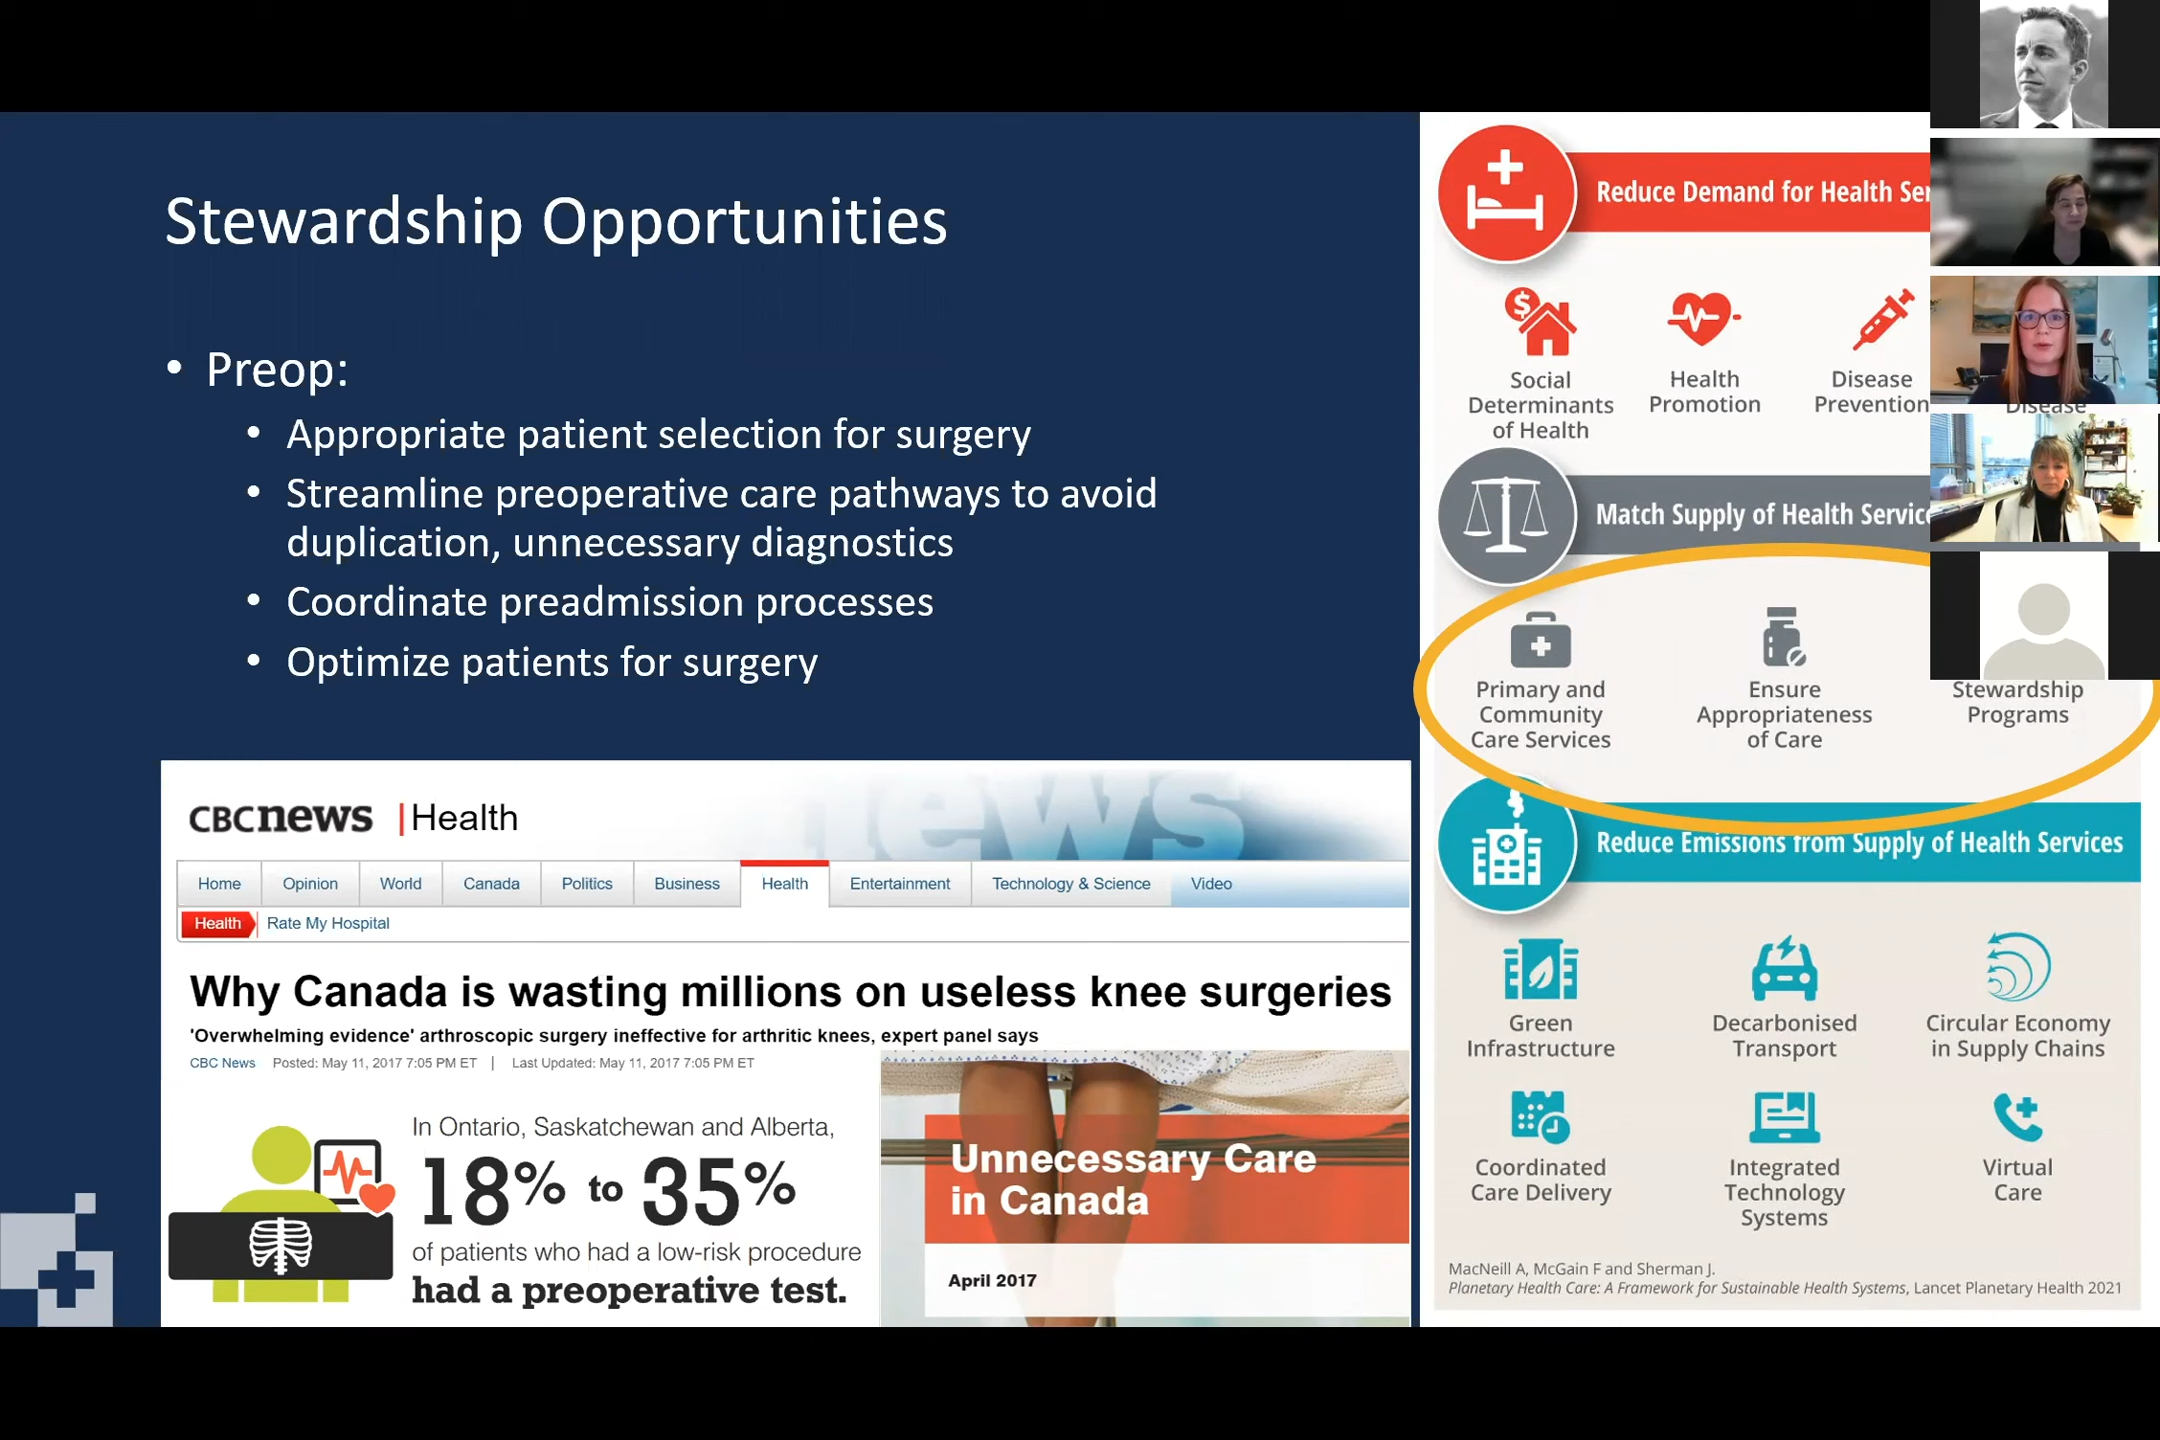 Stewardship Opportunities
• Preop:
• Appropriate patient selection for surgery
• Streamline preoperative care pathways to avoid
duplication, unnecessary diagnostics
• Coordinate preadmission processes
• Optimize patients for surgery
CBCnews | Health
news
Home Opinion World Canada Politics Business Health Entertainment Technology & Science Video
Health Rate My Hospital
Why Canada is wasting millions on useless knee surgeries
'Overwhelming evidence' arthroscopic surgery ineffective for arthritic knees, expert panel says
CBC News Posted: May 11, 2017 7:05 PM ET | Last Updated: May 11, 2017 7:05 PM ET
In Ontario, Saskatchewan and Alberta,
18% to 35%
of patients who had a low-risk procedure
had a preoperative test.
Unnecessary Care
in Canada
April 2017
Reduce Demand for Health
Social
Determinants
of Health
Health
Promotion
Disease
Prevention
Disease
Match Supply of Health
Primary and
Community
Care Services
Ensure
Appropriateness
of Care
Stewardship
Programs
Reduce Emissions from Supply of Health Services
Green
Infrastructure
Decarbonised
Transport
Circular Economy
in Supply Chains
Coordinated
Care Delivery
Integrated
Technology
Systems
Virtual
Care
MacNeill A, McGain F and Sherman J.
Planetary Health Care: A Framework for Sustainable Health Systems, Lancet Planetary Health 2021